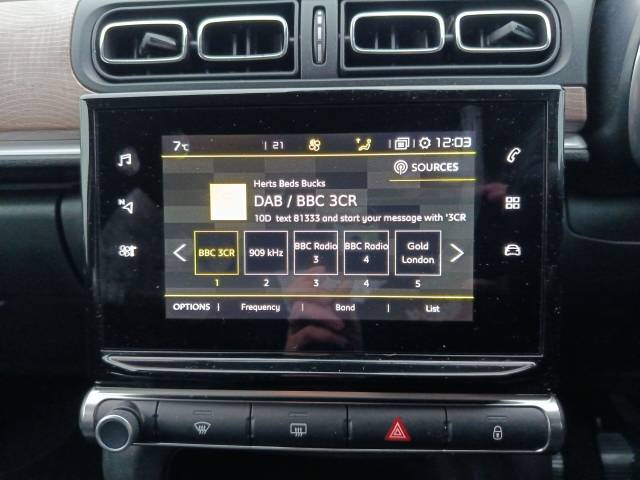 7°C 21 12:03
SOURCES
Herts Beds Bucks
DAB / BBC 3CR
10D text 81333 and start your message with '3CR
BBC 3CR 909 kHz BBC Radio 3 BBC Radio 4 Gold London
1 2 3 4 5
OPTIONS Frequency Band List
N